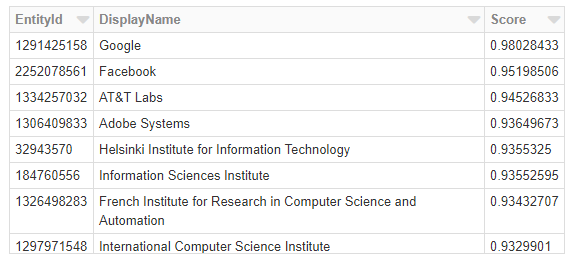 EntityId DisplayName Score
1291425158 Google 0.98028433
2252078561 Facebook 0.95198506
1334257032 AT&T Labs 0.94526833
1306409833 Adobe Systems 0.93649673
32943570 Helsinki Institute for Information Technology 0.9355325
184760556 Information Sciences Institute 0.93552595
1326498283 French Institute for Research in Computer Science and 0.93432707
Automation
1297971548 International Computer Science Institute 0.9329901